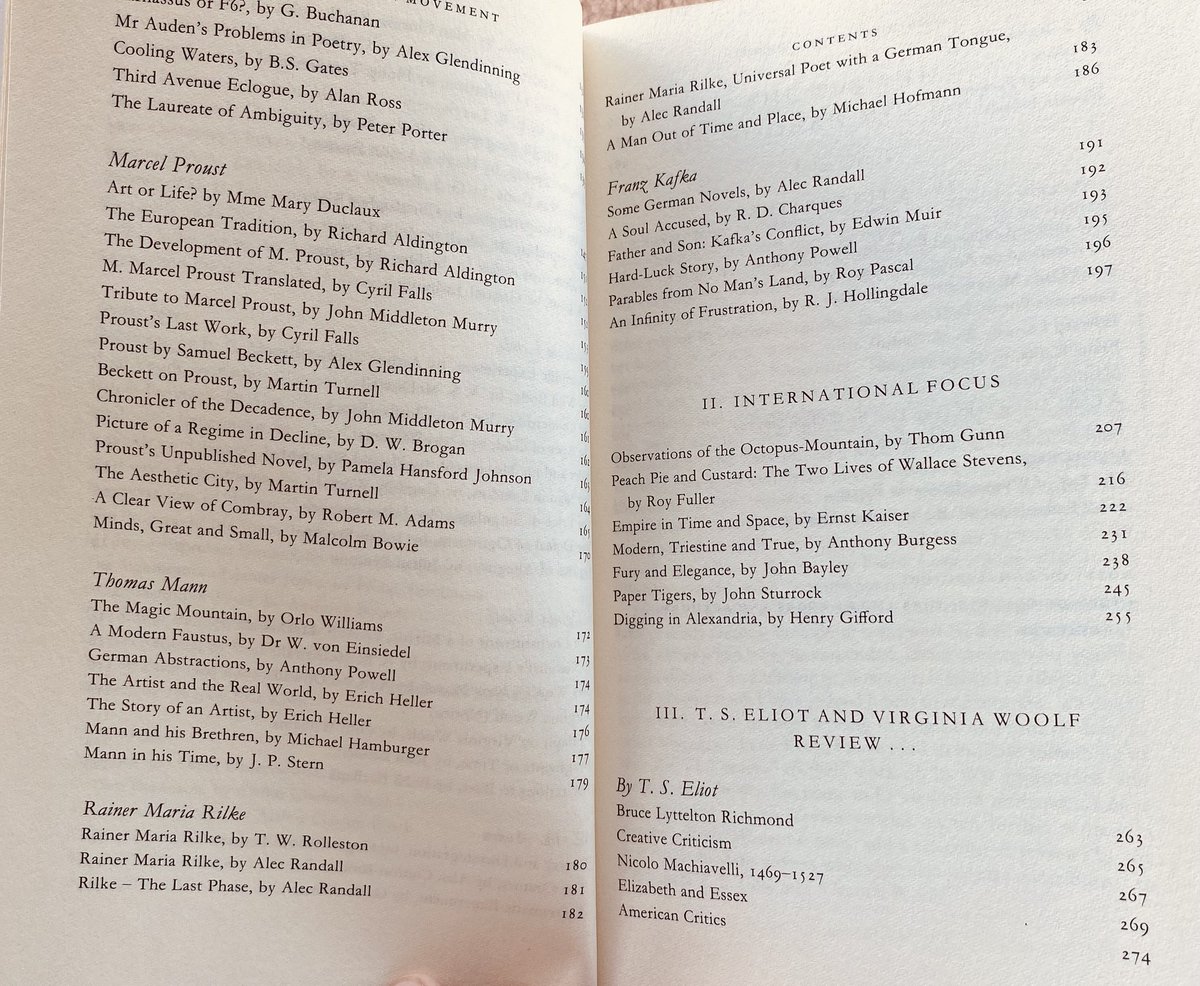 MOVEMENT
or F6?, by G. Buchanan
Mr Auden's Problems in Poetry, by Alex Glendinning
Cooling Waters, by B.S. Gates
Third Avenue Eclogue, by Alan Ross
The Laureate of Ambiguity, by Peter Porter
Marcel Proust
Art or Life? by Mme Mary Duclaux
The European Tradition, by Richard Aldington
The Development of M. Proust, by Richard Aldington
M. Marcel Proust Translated, by Cyril Falls
Tribute to Marcel Proust, by John Middleton Murry
Proust's Last Work, by Cyril Falls
Proust by Samuel Beckett, by Alex Glendinning
Beckett on Proust, by Martin Turnell
Chronicler of the Decadence, by John Middleton Murry 161
Picture of a Regime in Decline, by D. W. Brogan 162
Proust's Unpublished Novel, by Pamela Hansford Johnson 163
The Aesthetic City, by Martin Turnell 164
A Clear View of Combray, by Robert M. Adams 165
Minds, Great and Small, by Malcolm Bowie 170
Thomas Mann
The Magic Mountain, by Orlo Williams 172
A Modern Faustus, by Dr W. von Einsiedel 173
German Abstractions, by Anthony Powell 174
The Artist and the Real World, by Erich Heller 174
The Story of an Artist, by Erich Heller 176
Mann and his Brethren, by Michael Hamburger 177
Mann in his Time, by J. P. Stern 179
Rainer Maria Rilke
Rainer Maria Rilke, by T. W. Rolleston 180
Rainer Maria Rilke, by Alec Randall 181
Rilke – The Last Phase, by Alec Randall 182
CONTENTS
Rainer Maria Rilke, Universal Poet with a German Tongue,
by Alec Randall 183
A Man Out of Time and Place, by Michael Hofmann 186
Franz Kafka
Some German Novels, by Alec Randall 191
A Soul Accused, by R. D. Charques 192
Father and Son: Kafka's Conflict, by Edwin Muir 193
Hard-Luck Story, by Anthony Powell 195
Parables from No Man's Land, by Roy Pascal 196
An Infinity of Frustration, by R. J. Hollingdale 197
II. INTERNATIONAL FOCUS
Observations of the Octopus-Mountain, by Thom Gunn 207
Peach Pie and Custard: The Two Lives of Wallace Stevens,
by Roy Fuller 216
Empire in Time and Space, by Ernst Kaiser 222
Modern, Triestine and True, by Anthony Burgess 231
Fury and Elegance, by John Bayley 238
Paper Tigers, by John Sturrock 245
Digging in Alexandria, by Henry Gifford 255
III. T. S. ELIOT AND VIRGINIA WOOLF
REVIEW . . .
By T. S. Eliot
Bruce Lyttelton Richmond 263
Creative Criticism 265
Nicolo Machiavelli, 1469–1527 267
Elizabeth and Essex 269
American Critics 274